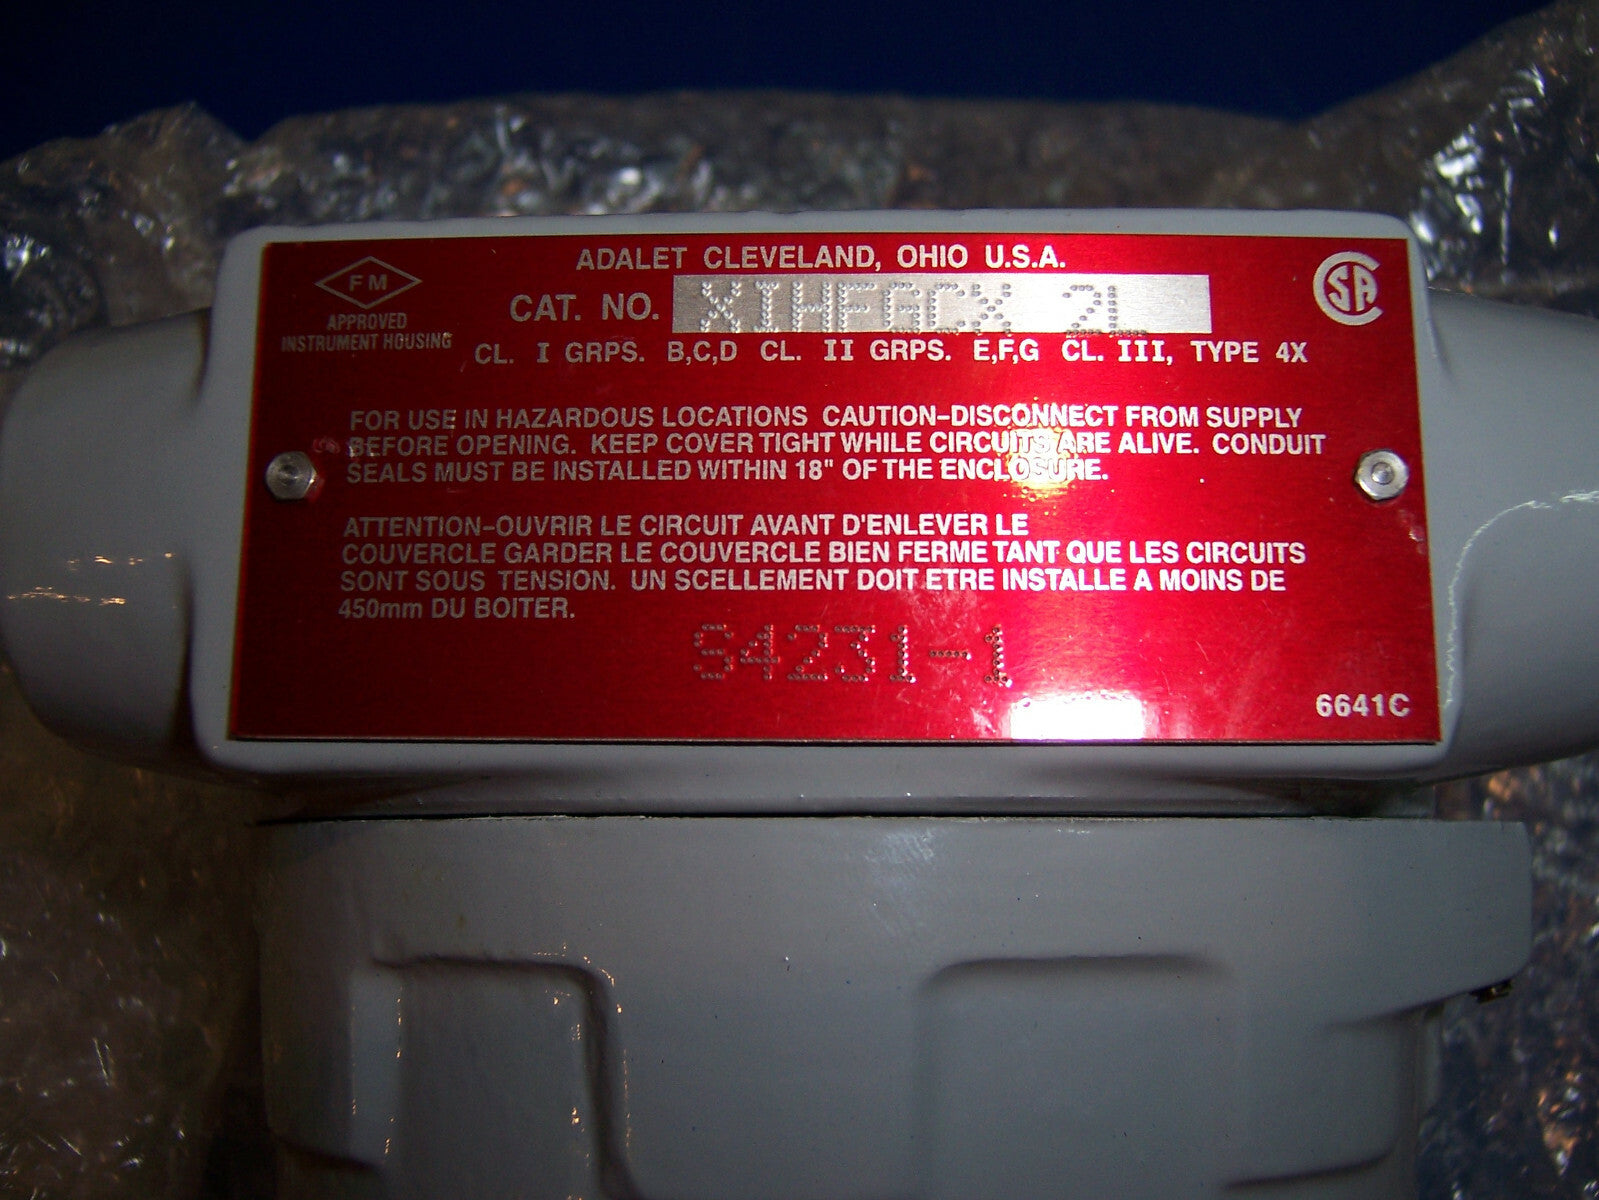 ADALET CLEVELAND, OHIO U.S.A.
FM
APPROVED
INSTRUMENT HOUSING
CAT. NO. XIHFGCX 2L
CSA
CL. I GRPS. B,C,D CL. II GRPS. E,F,G CL. III, TYPE 4X
FOR USE IN HAZARDOUS LOCATIONS CAUTION-DISCONNECT FROM SUPPLY
BEFORE OPENING. KEEP COVER TIGHT WHILE CIRCUITS ARE ALIVE. CONDUIT
SEALS MUST BE INSTALLED WITHIN 18" OF THE ENCLOSURE.
ATTENTION-OUVRIR LE CIRCUIT AVANT D'ENLEVER LE
COUVERCLE GARDER LE COUVERCLE BIEN FERME TANT QUE LES CIRCUITS
SONT SOUS TENSION. UN SCELLEMENT DOIT ETRE INSTALLE A MOINS DE
450mm DU BOITER.
S4231-1
6641C